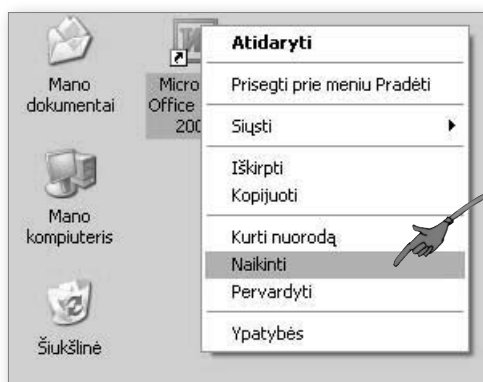 Mano
dokumentai
Micro
Office
200
Mano
kompiuteris
Šiukšlinė
Atidaryti
Prisegti prie meniu Pradėti
Siųsti
Iškirpti
Kopijuoti
Kurti nuorodą
Naikinti
Pervardyti
Ypatybės